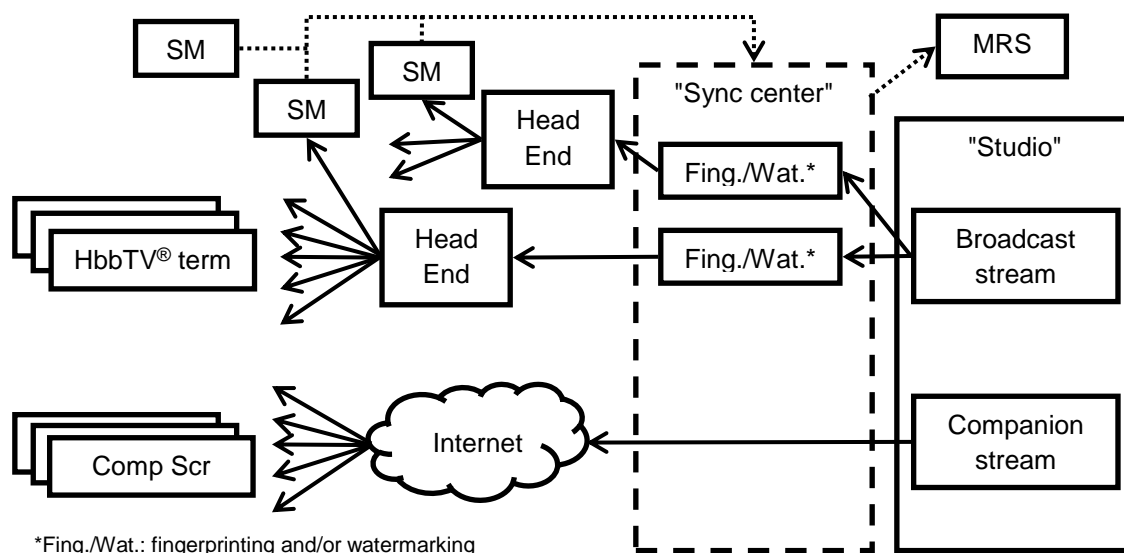 SM
MRS
SM
"Sync center"
SM
Head
End
"Studio"
Fing./Wat.*
Head
End
Fing./Wat.*
Broadcast
stream
HbbTV® term
Internet
Companion
stream
Comp Scr
*Fing./Wat.: fingerprinting and/or watermarking